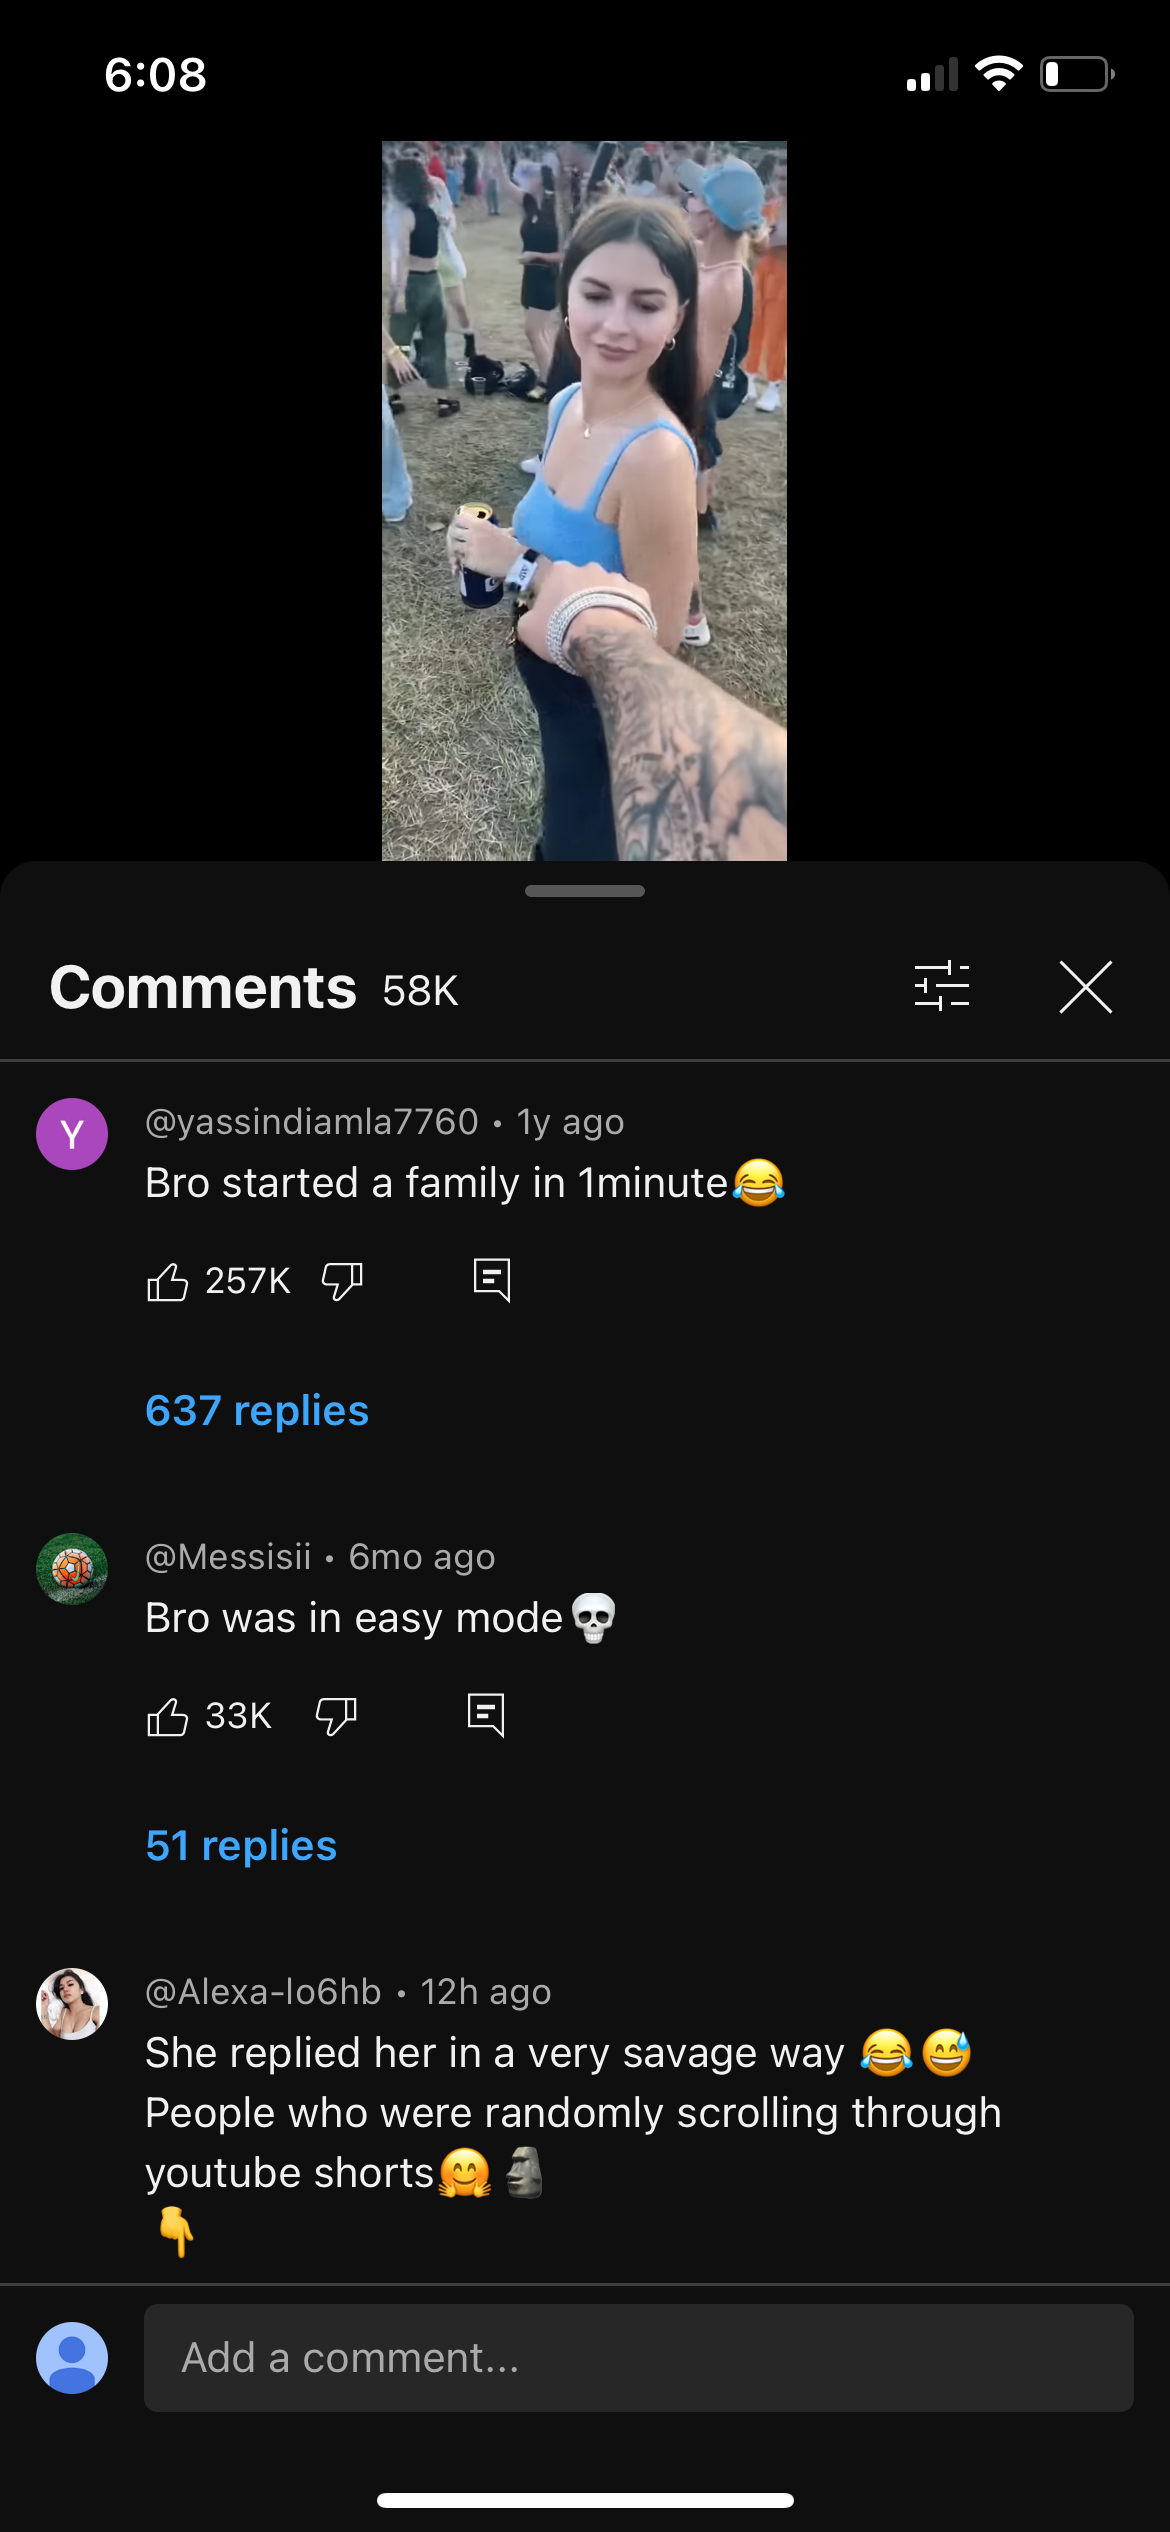 6:08
Comments 58K
Y
@yassindiamla7760 • 1y ago
Bro started a family in 1minute😂
257K
637 replies
@Messisii • 6mo ago
Bro was in easy mode💀
33K
51 replies
@Alexa-lo6hb • 12h ago
She replied her in a very savage way 😂😅
People who were randomly scrolling through
youtube shorts🤗🗿
👇
Add a comment...